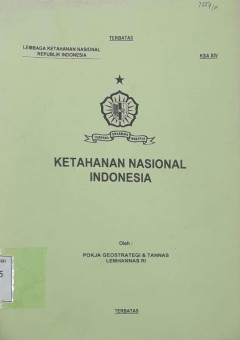 TERBATAS
LEMBAGA KETAHANAN NASIONAL
REPUBLIK INDONESIA
KSA XIV
KETAHANAN NASIONAL
INDONESIA
Oleh :
POKJA GEOSTRATEGI & TANNAS
LEMHANNAS RI
TERBATAS